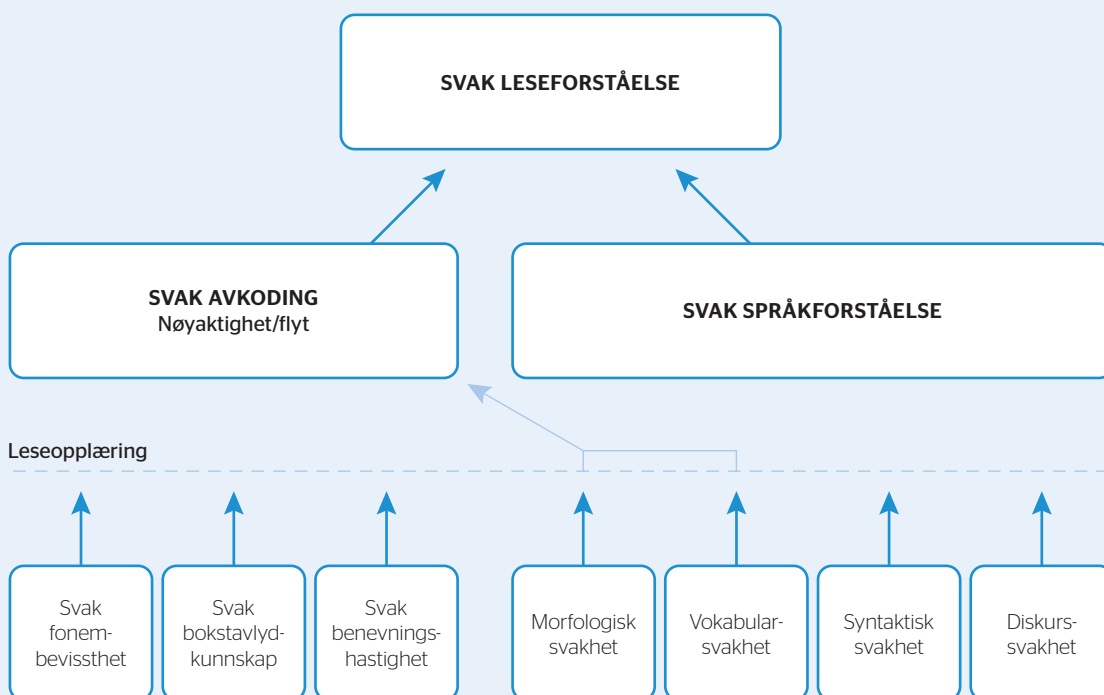 SVAK LESEFORSTÅELSE
SVAK AVKODING
Nøyaktighet/flyt
SVAK SPRÅKFORSTÅELSE
Leseopplæring
Svak
fonem-
bevissthet
Svak
bokstavlyd-
kunnskap
Svak
benevnings-
hastighet
Morfologisk
svakhet
Vokabular-
svakhet
Syntaktisk
svakhet
Diskurs-
svakhet